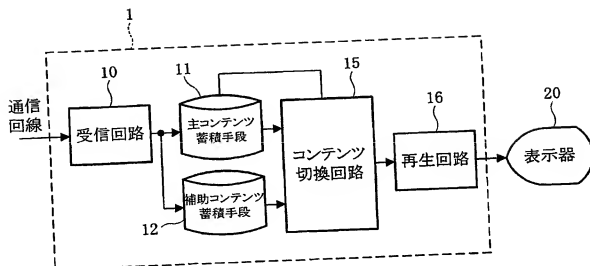 1
通信
回線
10
受信回路
11
主コンテンツ
蓄積手段
補助コンテンツ
蓄積手段
12
15
コンテンツ
切換回路
16
再生回路
20
表示器